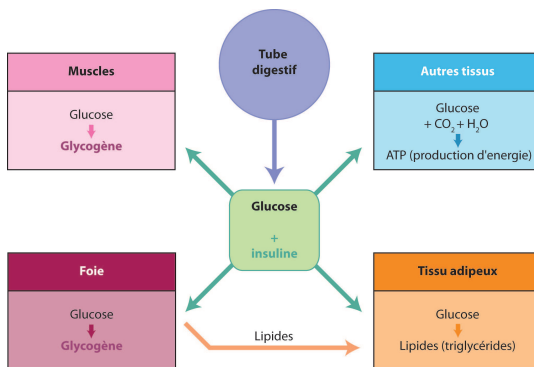 Tube
digestif
Muscles
Glucose
Glycogène
Autres tissus
Glucose
+ CO₂ + H₂O
ATP (production d'energie)
Glucose
+
insuline
Foie
Glucose
Glycogène
Lipides
Tissu adipeux
Glucose
Lipides (triglycérides)